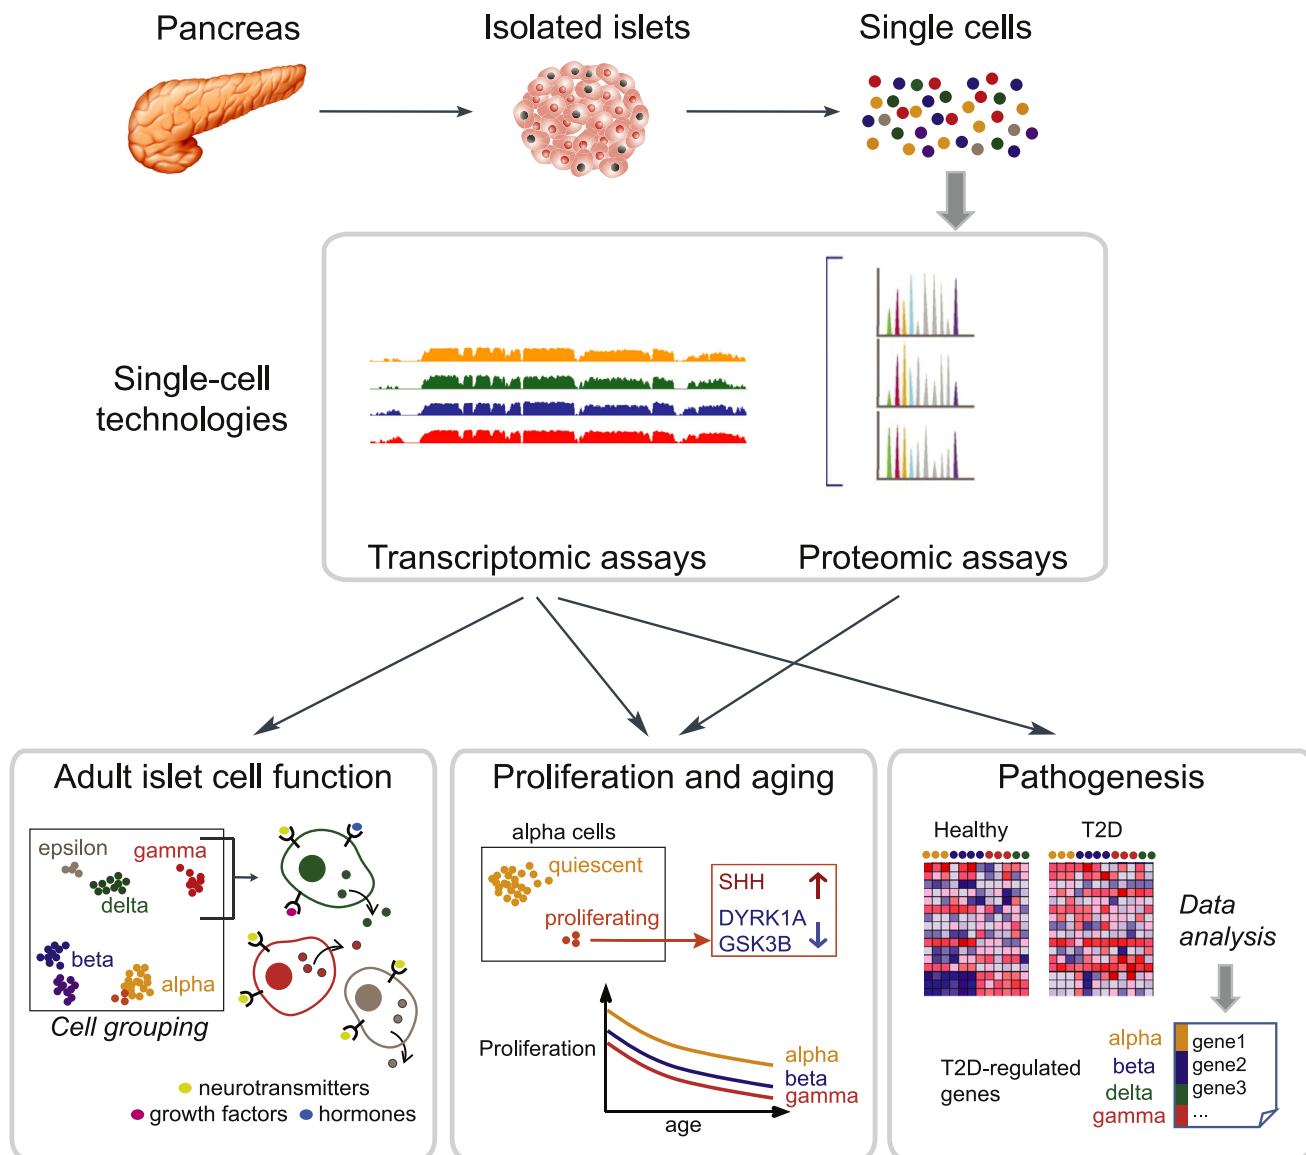 Pancreas
Isolated islets
Single cells
Single-cell
technologies
Transcriptomic assays
Proteomic assays
Adult islet cell function
epsilon
gamma
delta
beta
alpha
Cell grouping
neurotransmitters
growth factors
hormones
Proliferation and aging
alpha cells
quiescent
proliferating
SHH
DYRK1A
GSK3B
Proliferation
alpha
beta
gamma
age
Pathogenesis
Healthy
T2D
Data
analysis
T2D-regulated
genes
alpha
beta
delta
gamma
gene1
gene2
gene3
...